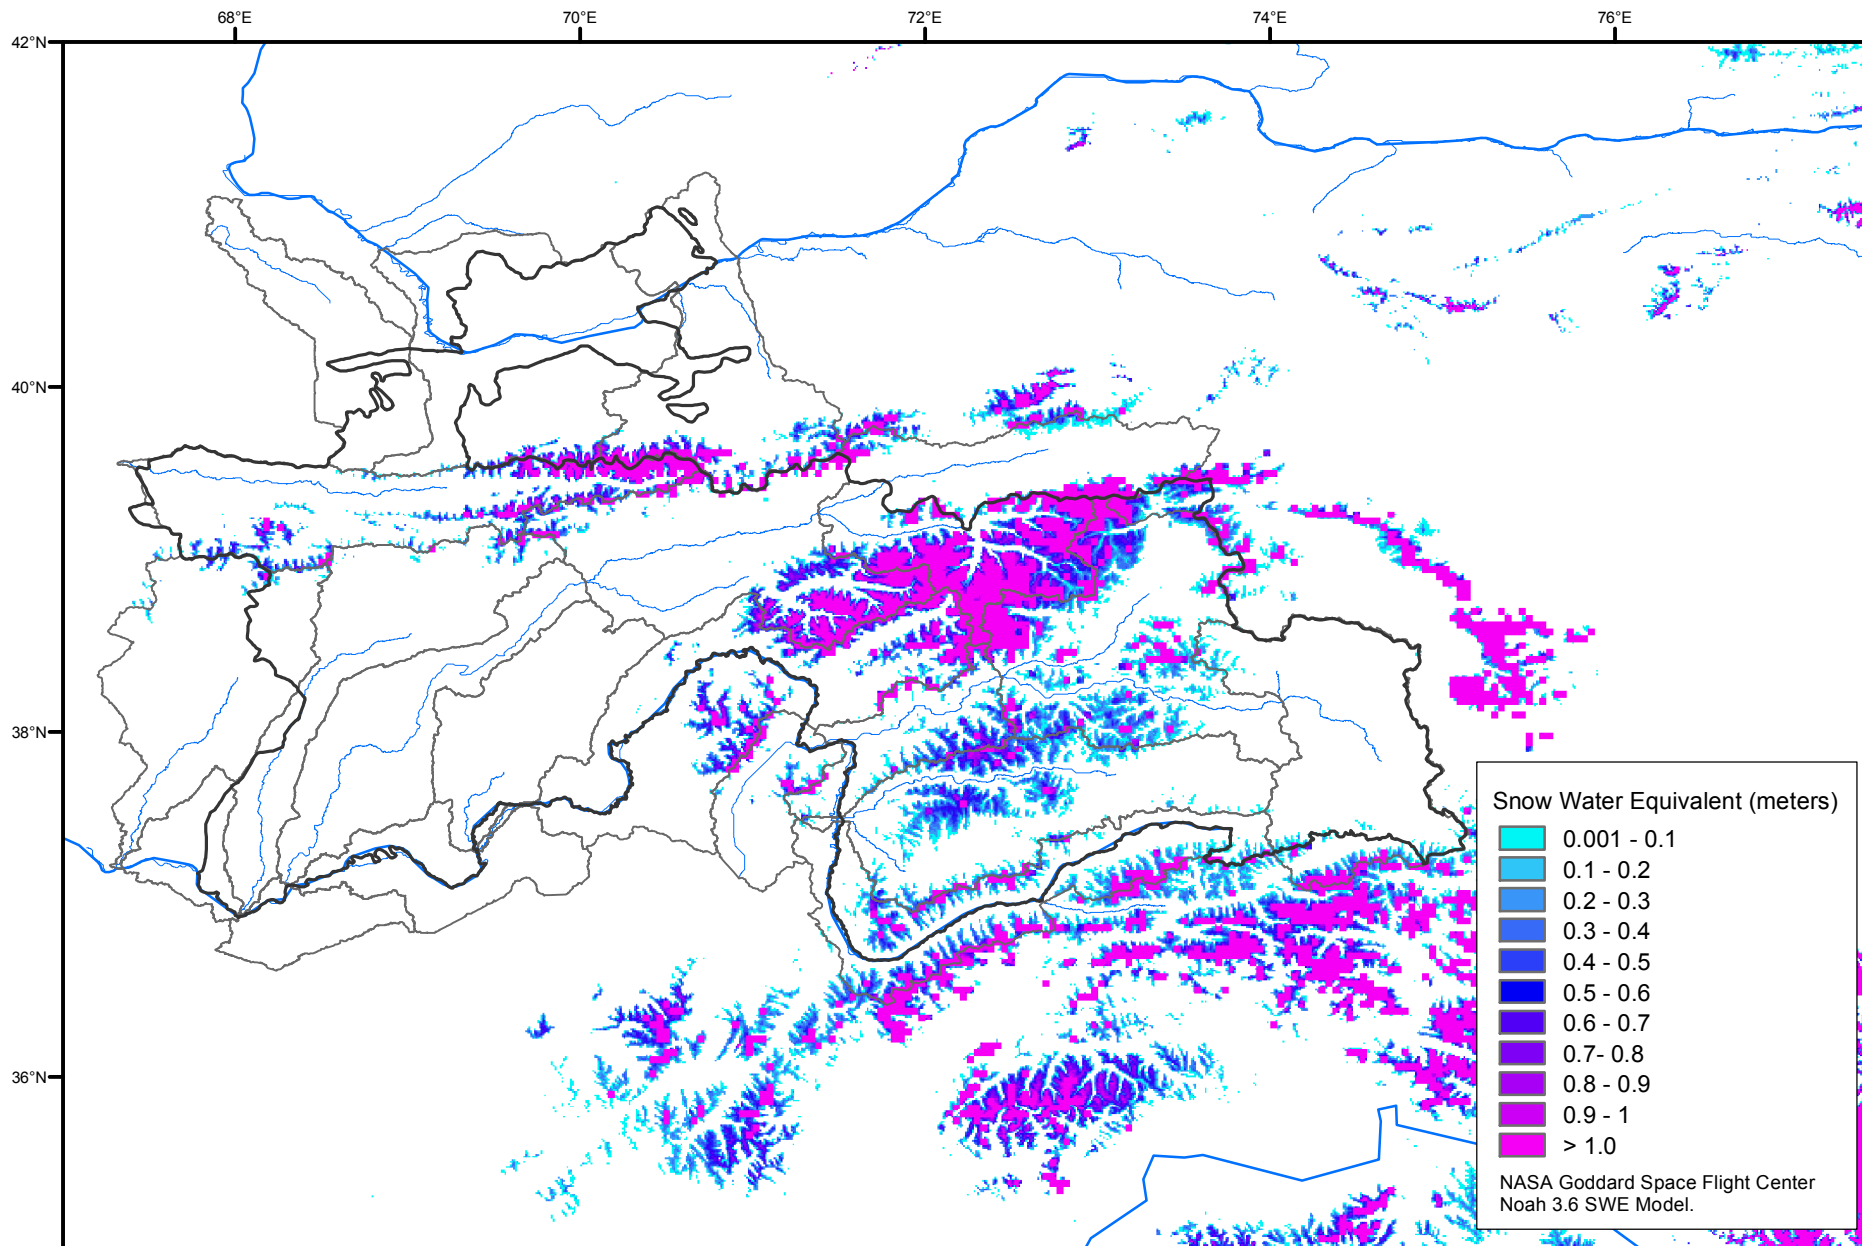 68°E 70°E 72°E 74°E 76°E
42°N
40°N
38°N
36°N
Snow Water Equivalent (meters)
0.001 - 0.1
0.1 - 0.2
0.2 - 0.3
0.3 - 0.4
0.4 - 0.5
0.5 - 0.6
0.6 - 0.7
0.7- 0.8
0.8 - 0.9
0.9 - 1
> 1.0
NASA Goddard Space Flight Center
Noah 3.6 SWE Model.